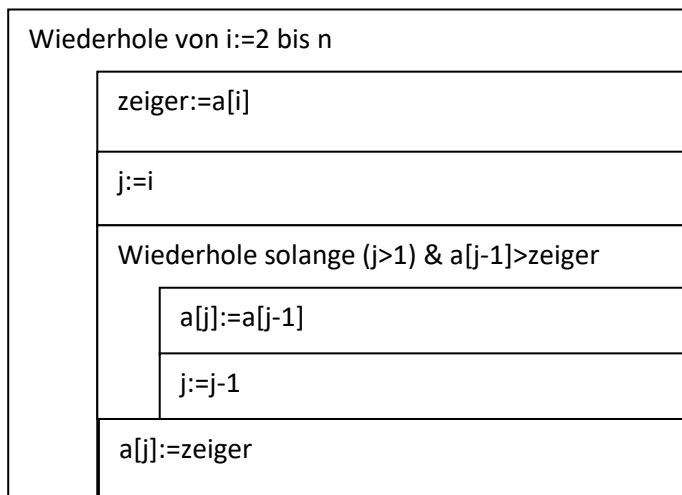 Wiederhole von i:=2 bis n
zeiger:=a[i]
j:=i
Wiederhole solange (j>1) & a[j-1]>zeiger
a[j]:=a[j-1]
j:=j-1
a[j]:=zeiger